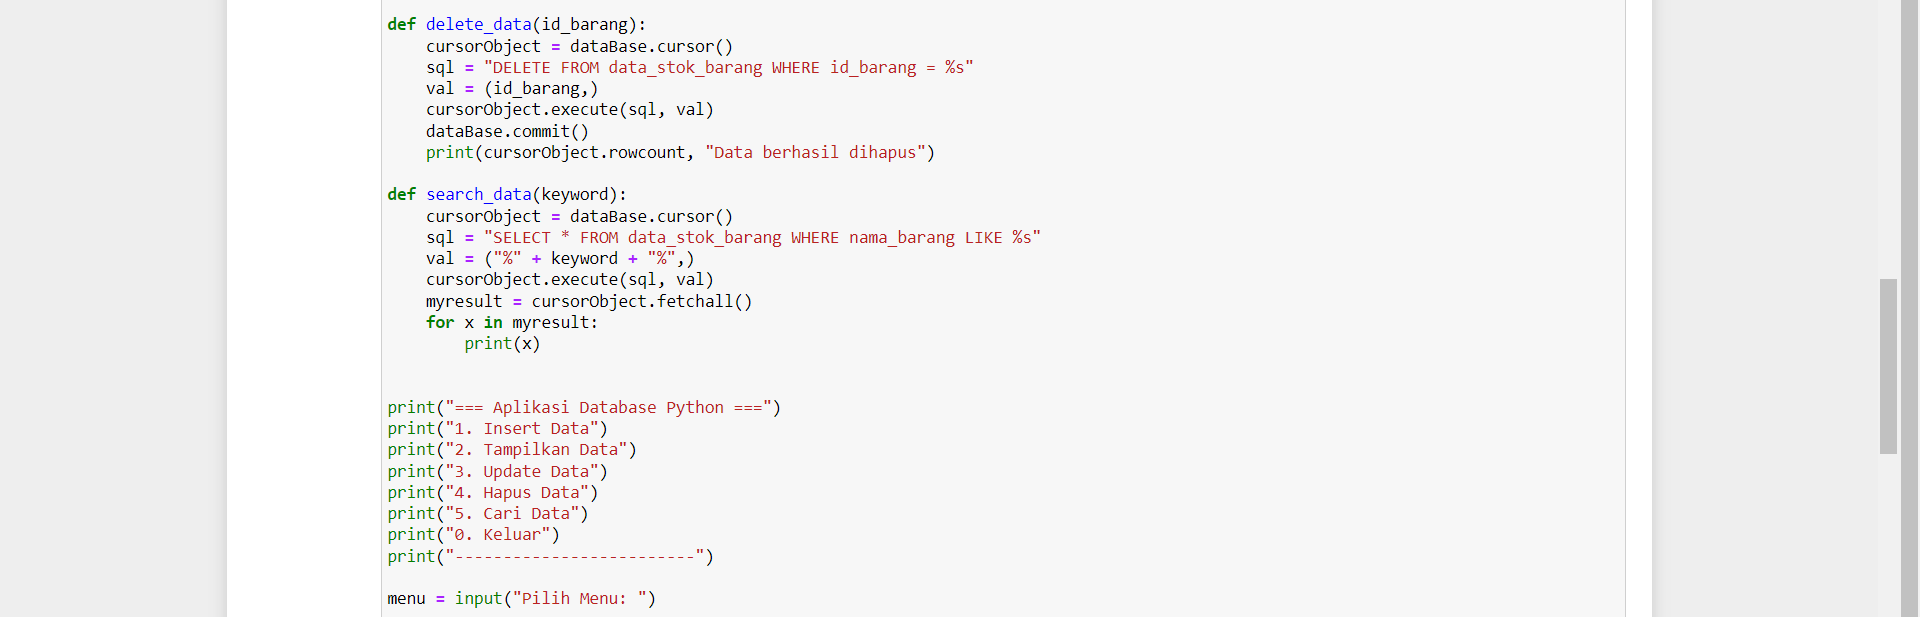 def delete_data(id_barang):
    cursorObject = dataBase.cursor()
    sql = "DELETE FROM data_stok_barang WHERE id_barang = %s"
    val = (id_barang,)
    cursorObject.execute(sql, val)
    dataBase.commit()
    print(cursorObject.rowcount, "Data berhasil dihapus")
def search_data(keyword):
    cursorObject = dataBase.cursor()
    sql = "SELECT * FROM data_stok_barang WHERE nama_barang LIKE %s"
    val = ("%" + keyword + "%",)
    cursorObject.execute(sql, val)
    myresult = cursorObject.fetchall()
    for x in myresult:
        print(x)
print("=== Aplikasi Database Python ===")
print("1. Insert Data")
print("2. Tampilkan Data")
print("3. Update Data")
print("4. Hapus Data")
print("5. Cari Data")
print("0. Keluar")
print("-------------------------")
menu = input("Pilih Menu: ")